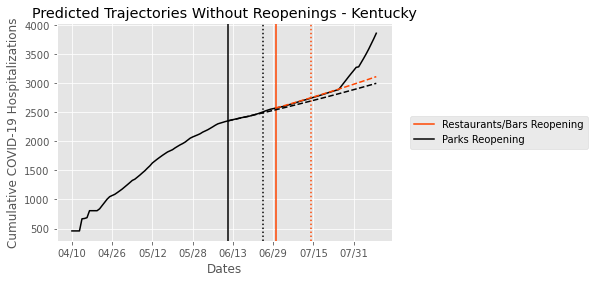 Predicted Trajectories Without Reopenings - Kentucky
Cumulative COVID-19 Hospitalizations
4000
3500
3000
2500
2000
1500
1000
500
04/10 04/26 05/12 05/28 06/13 06/29 07/15 07/31
Dates
Restaurants/Bars Reopening
Parks Reopening